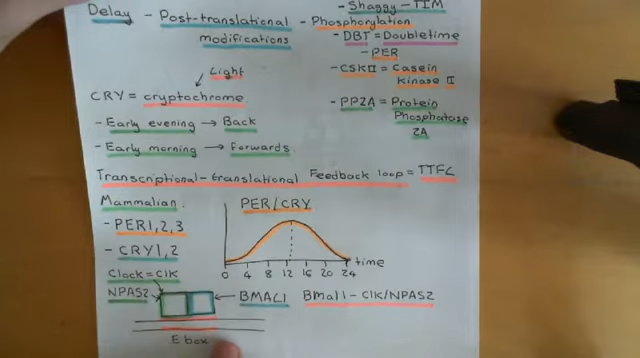 - Shaggy - TIM
Delay - Post-translational modifications - Phosphorylation
- DBT = Doubletime
- PER
- CSKII = Casein Kinase II
- PP2A = Protein Phosphatase 2A
Light
CRY = cryptochrome
- Early evening → Back
- Early morning → forwards.
Transcriptional-translational Feedback loop = TTFL
Mammalian:
- PER1,2,3
- CRY1,2
PER/CRY
0 4 8 12 16 20 24 time
Clock = Clk
NPAS2
BMAL1
Bmal1 - Clk/NPAS2
E box